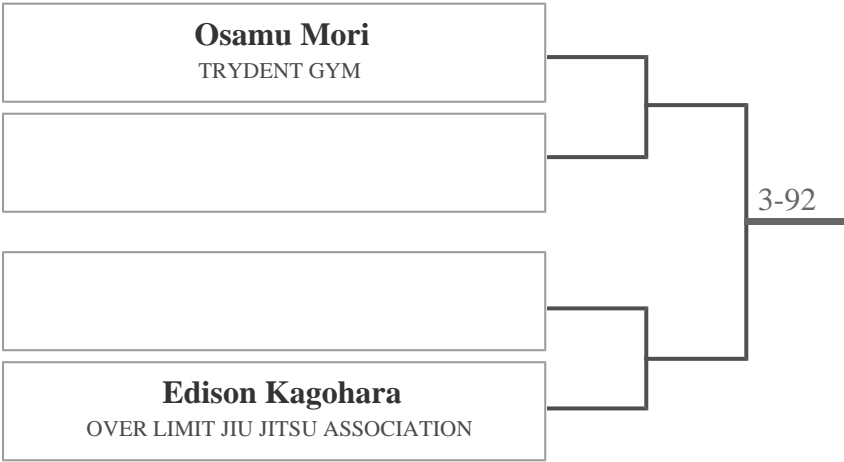 Osamu Mori
TRYDENT GYM
3-92
Edison Kagohara
OVER LIMIT JIU JITSU ASSOCIATION